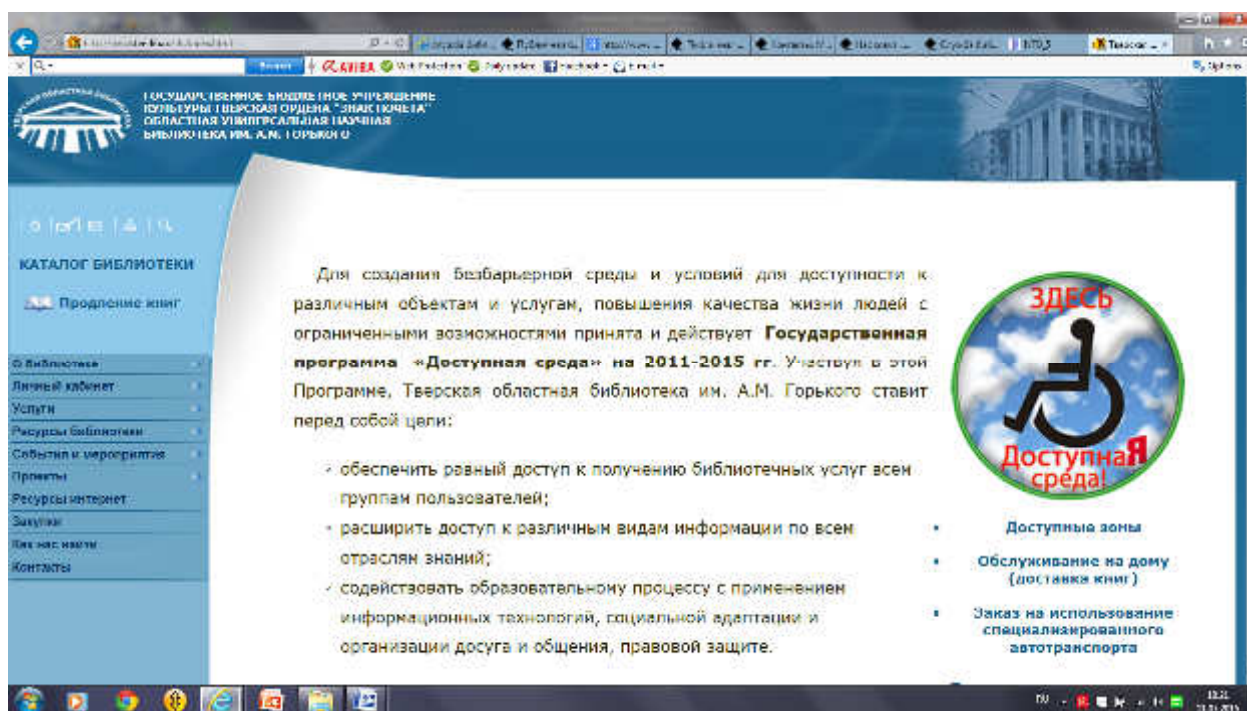 ГОСУДАРСТВЕННОЕ БЮДЖЕТНОЕ УЧРЕЖДЕНИЕ
КУЛЬТУРЫ ТВЕРСКАЯ ОРДЕНА "ЗНАК ПОЧЕТА"
ОБЛАСТНАЯ УНИВЕРСАЛЬНАЯ НАУЧНАЯ
БИБЛИОТЕКА ИМ. А.М. ГОРЬКОГО
AVIRA
КАТАЛОГ БИБЛИОТЕКИ
Продление книг
О библиотеке
Личный кабинет
Услуги
Ресурсы библиотеки
События и мероприятия
Проекты
Ресурсы интернет
Закупки
Как нас найти
Контакты
Для создания безбарьерной среды и условий для доступности к
различным объектам и услугам, повышения качества жизни людей с
ограниченными возможностями принята и действует Государственная
программа «Доступная среда» на 2011-2015 гг. Участвуя в этой
Программе, Тверская областная библиотека им. А.М. Горького ставит
перед собой цели:
обеспечить равный доступ к получению библиотечных услуг всем
группам пользователей;
расширить доступ к различным видам информации по всем
отраслям знаний;
содействовать образовательному процессу с применением
информационных технологий, социальной адаптации и
организации досуга и общения, правовой защите.
ЗДЕСЬ
ДоступнаЯ
среда!
Доступные зоны
Обслуживание на дому
(доставка книг)
Заказ на использование
специализированного
автотранспорта